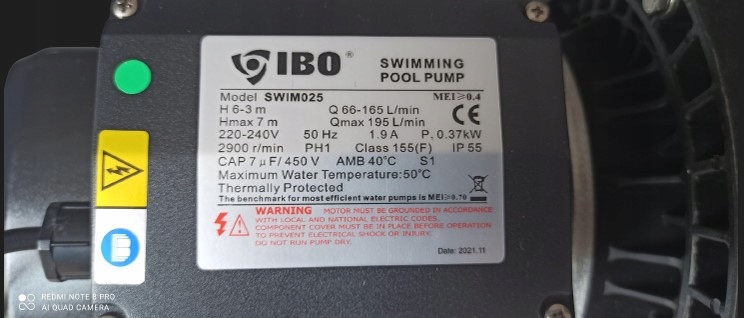 IBO®
SWIMMING
POOL PUMP
Model SWIM025 MEI≥0.4
H 6-3 m Q 66-165 L/min
Hmax 7 m Qmax 195 L/min CE
220-240V 50 Hz 1.9 A P. 0.37kW
2900 r/min PH1 Class 155(F) IP 55
CAP 7 μF/ 450 V AMB 40°C S1
Maximum Water Temperature:50°C
Thermally Protected
The benchmark for most efficient water pumps is MEI≥0.70
WARNING MOTOR MUST BE GROUNDED IN ACCORDANCE
WITH LOCAL AND NATIONAL ELECTRIC CODES.
COMPONENT COVER MUST BE IN PLACE BEFORE OPERATION
TO PREVENT ELECTRICAL SHOCK OR INJURY.
DO NOT RUN PUMP DRY.
Date: 2021.11
REDMI NOTE 8 PRO
AI QUAD CAMERA